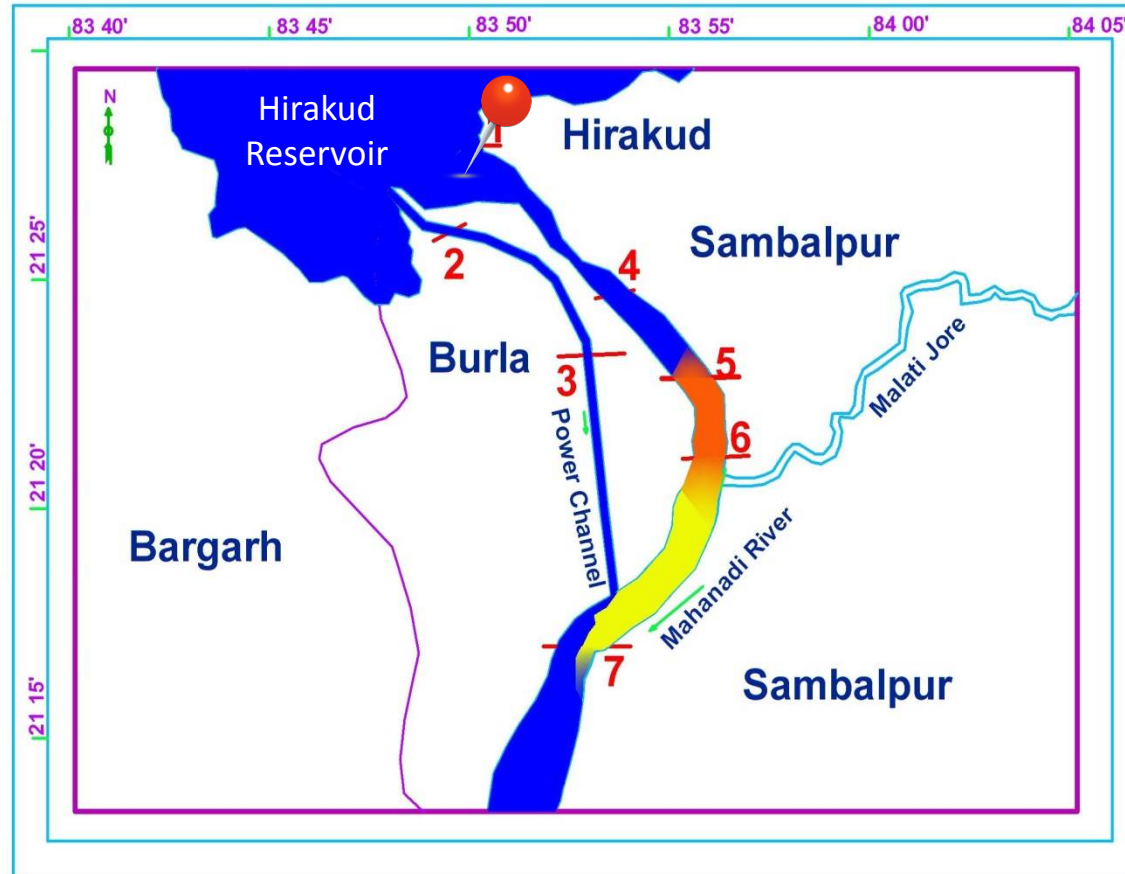 83 40' 83 45' 83 50' 83 55' 84 00' 84 05'
N
Hirakud
Reservoir
1
Hirakud
21 25'
2
Sambalpur
4
Burla
3
5
Malati Jore
6
Power Channel
21 20'
Bargarh
Mahanadi River
7
Sambalpur
21 15'